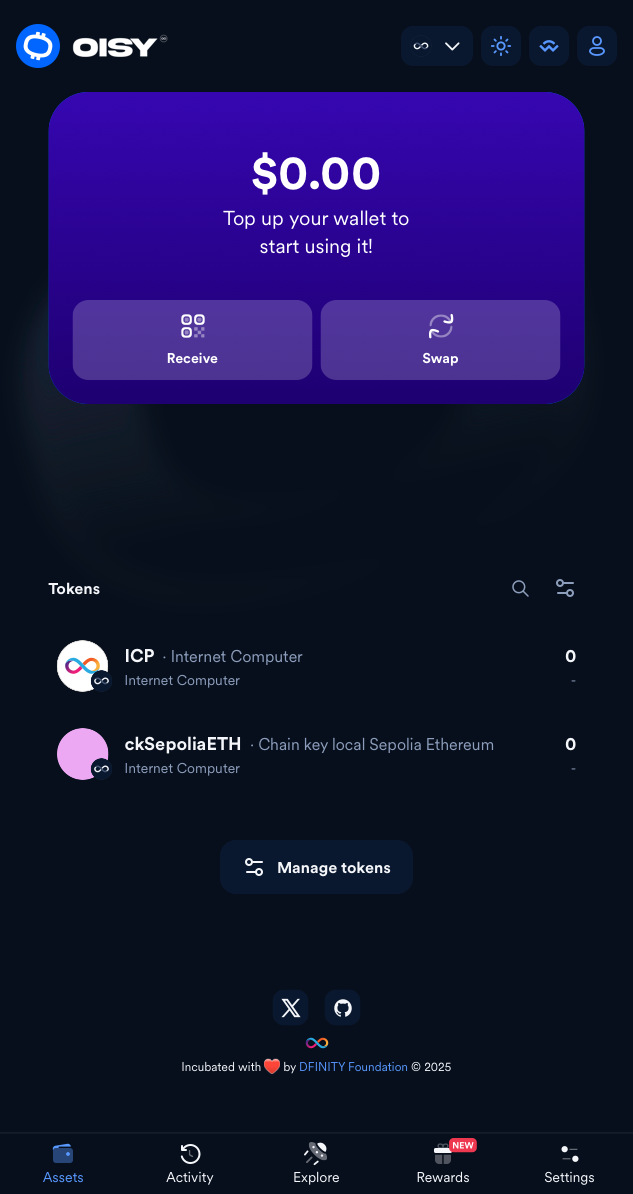 OISY
$0.00
Top up your wallet to
start using it!
Receive
Swap
Tokens
ICP · Internet Computer
0
Internet Computer
-
ckSepoliaETH · Chain key local Sepolia Ethereum
0
Internet Computer
-
Manage tokens
Incubated with ❤️ by DFINITY Foundation © 2025
NEW
Assets
Activity
Explore
Rewards
Settings